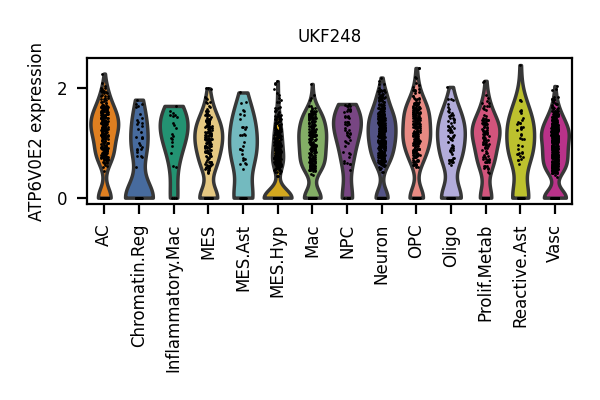 UKF248
ATP6V0E2 expression
2
0
AC
Chromatin.Reg
Inflammatory.Mac
MES
MES.Ast
MES.Hyp
Mac
NPC
Neuron
OPC
Oligo
Prolif.Metab
Reactive.Ast
Vasc